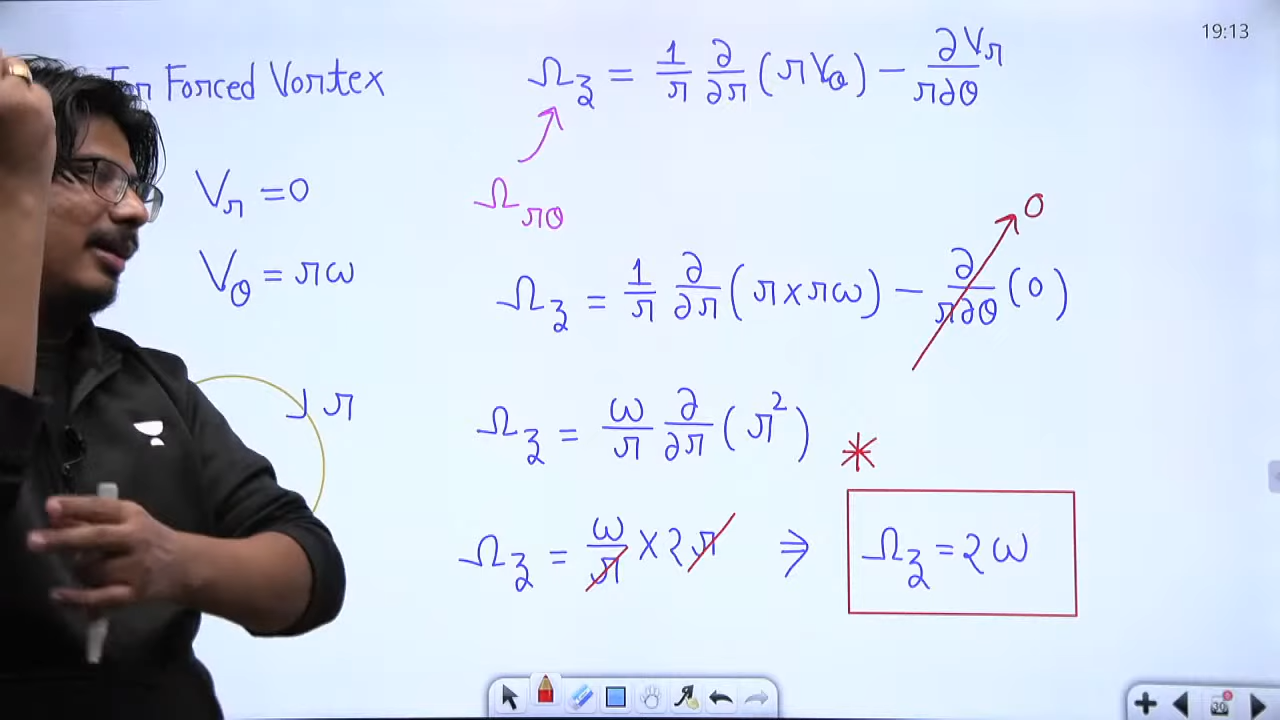 19:13
For Forced Vortex
Ω_z = 1/r ∂/∂r (r V_θ) − ∂V_r/r∂θ
V_r = 0
Ω_rθ
V_θ = rω
Ω_z = 1/r ∂/∂r (r × rω) − ∂/r∂θ (0) 0
r
Ω_z = ω/r ∂/∂r (r²)
*
Ω_z = ω/r × 2r ⇒ Ω_z = 2ω
30